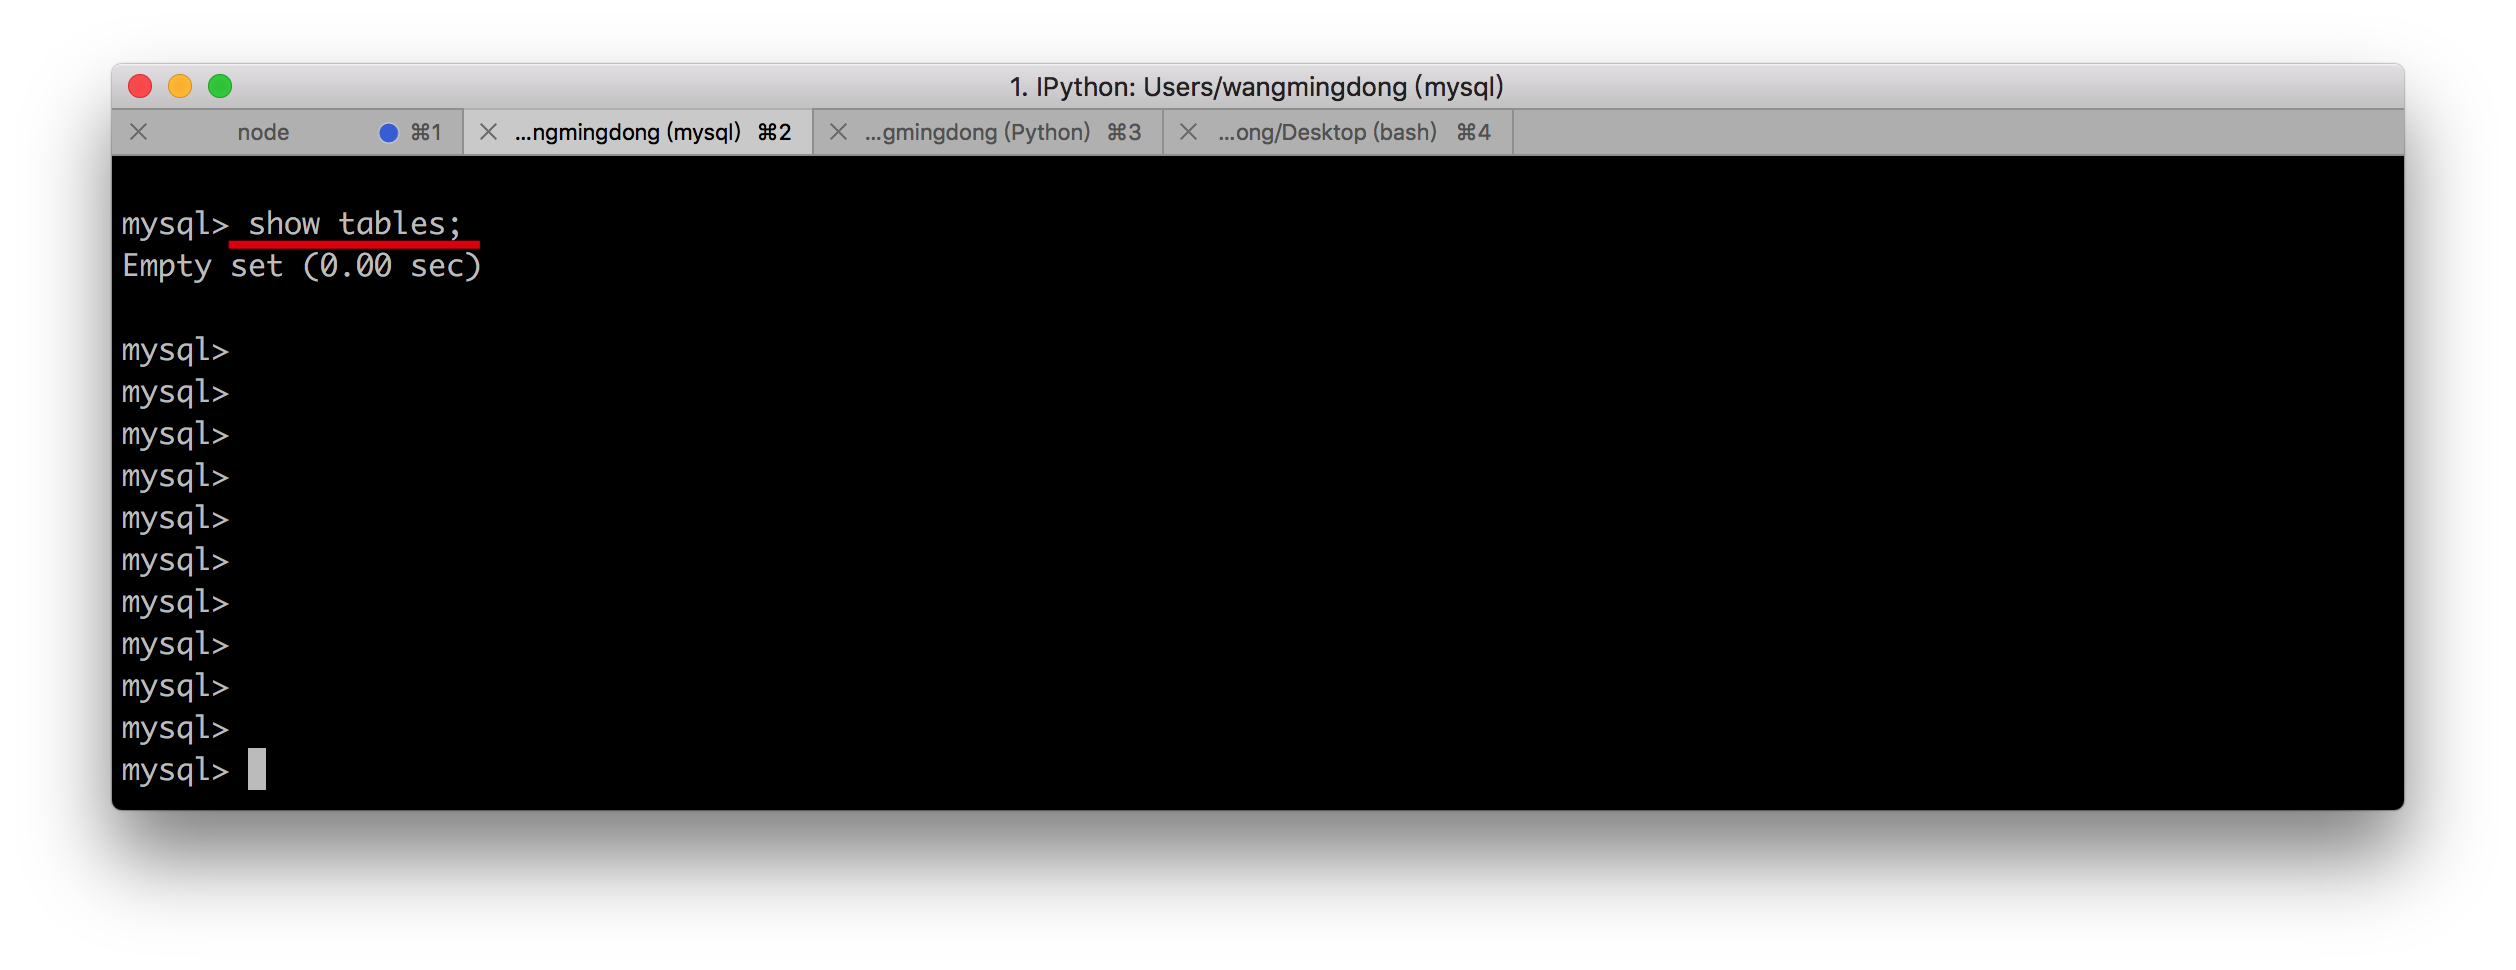 1. IPython: Users/wangmingdong (mysql)
node ⌘1 ...ngmingdong (mysql) ⌘2 ...gmingdong (Python) ⌘3 ...ong/Desktop (bash) ⌘4
mysql> show tables;
Empty set (0.00 sec)
mysql>
mysql>
mysql>
mysql>
mysql>
mysql>
mysql>
mysql>
mysql>
mysql>
mysql>